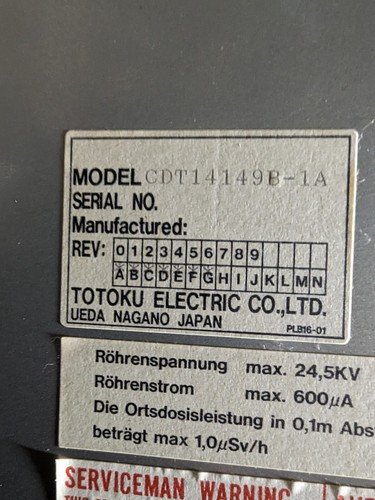 MODEL CDT14149B-1A
SERIAL NO.
Manufactured:
REV: 0 1 2 3 4 5 6 7 8 9
A B C D E F G H I J K L M N
TOTOKU ELECTRIC CO.,LTD.
UEDA NAGANO JAPAN PLB16-01
Röhrenspannung max. 24,5KV
Röhrenstrom max. 600μA
Die Ortsdosisleistung in 0,1m Abs
beträgt max 1,0μSv/h
SERVICEMAN WARNING